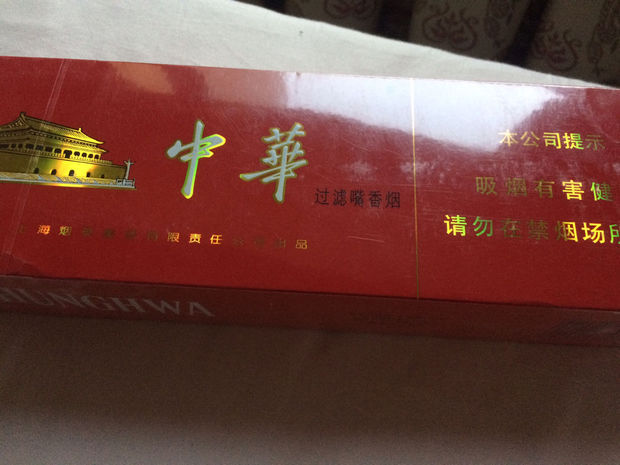 中華
过滤嘴香烟
上海烟草集团有限责任公司出品
本公司提示
吸烟有害健
请勿在禁烟场所
HUNGHWA